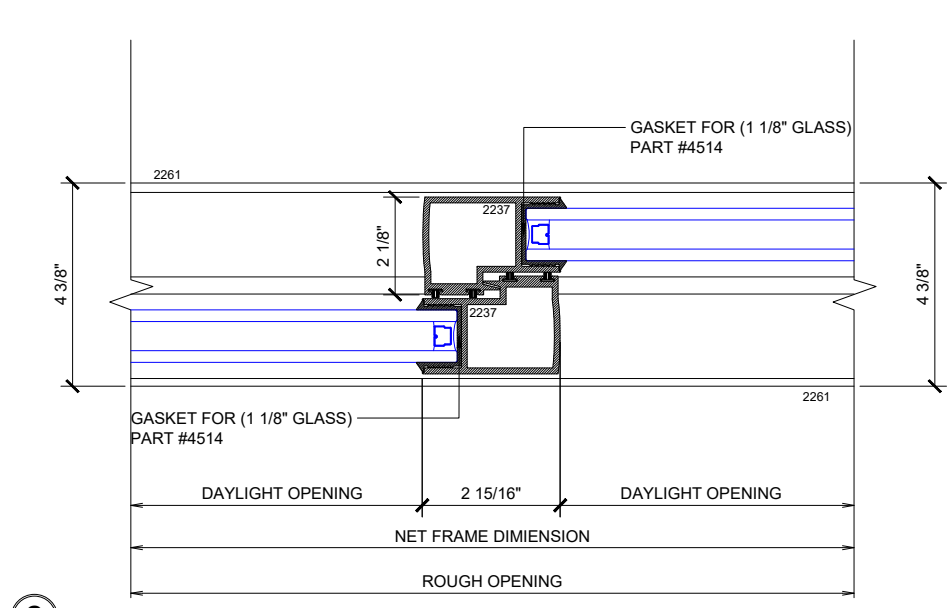 GASKET FOR (1 1/8" GLASS)
PART #4514
2261
2237
2 1/8"
4 3/8"
4 3/8"
2237
2261
GASKET FOR (1 1/8" GLASS)
PART #4514
DAYLIGHT OPENING
2 15/16"
DAYLIGHT OPENING
NET FRAME DIMIENSION
ROUGH OPENING